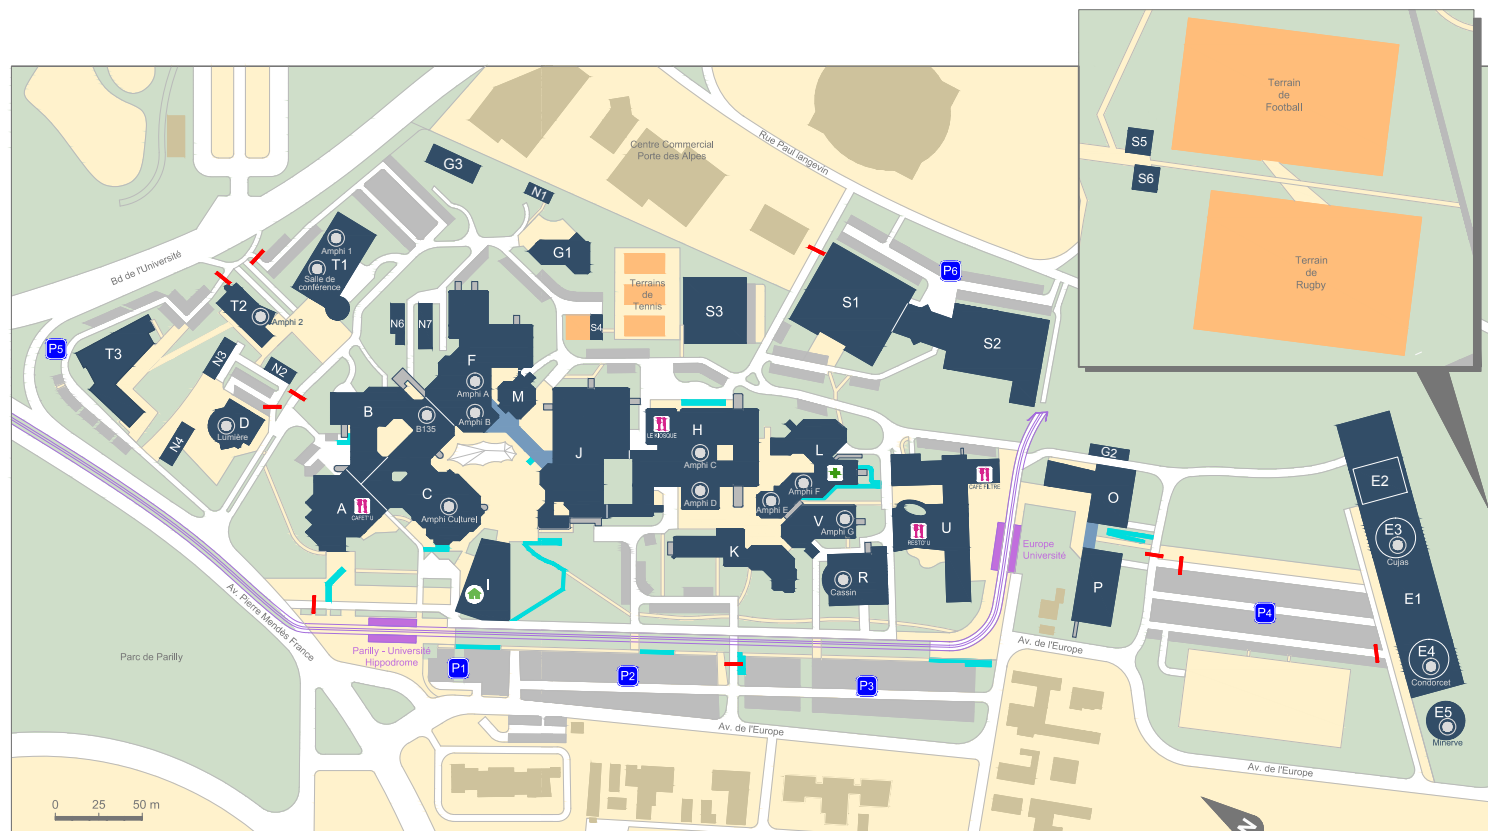 Terrain
de
Football
S5
S6
Terrain
de
Rugby
Rue Paul langevin
Centre Commercial
Porte des Alpes
G3
N1
G1
Amphi 1
T1
Salle de
conférence
Bd de l'Université
T2
Amphi 2
T3
P5
N3
N2
N4
D
Lumière
N6
N7
Terrains
de
Tennis
S4
S3
S1
S2
P6
F
Amphi A
Amphi B
M
B
B135
A
CAFET'U
C
Amphi Culturel
J
LE KIOSQUE
H
Amphi C
Amphi D
L
Amphi F
Amphi E
V
Amphi G
K
R
Cassin
I
U
CAFE FILTRE
RESTO' U
G2
O
P
Europe
Université
E2
E3
Cujas
E1
E4
Condorcet
E5
Minerve
P4
Av. Pierre Mendès France
Parilly - Université
Hippodrome
Parc de Parilly
P1
P2
P3
Av. de l'Europe
Av. de l'Europe
Av. de l'Europe
0 25 50 m
N